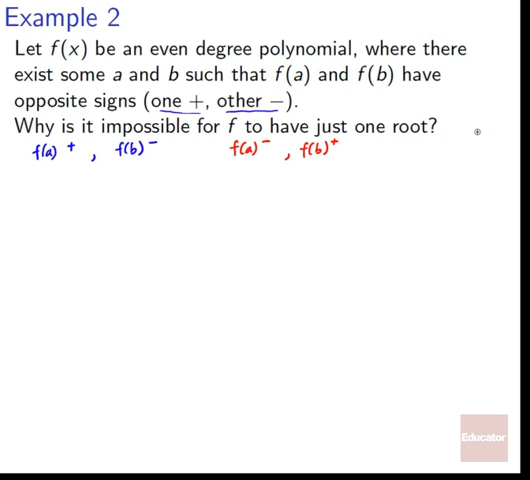 Example 2
Let f(x) be an even degree polynomial, where there
exist some a and b such that f(a) and f(b) have
opposite signs (one +, other −).
Why is it impossible for f to have just one root?
f(a) + , f(b) − f(a) − , f(b) +
Educator